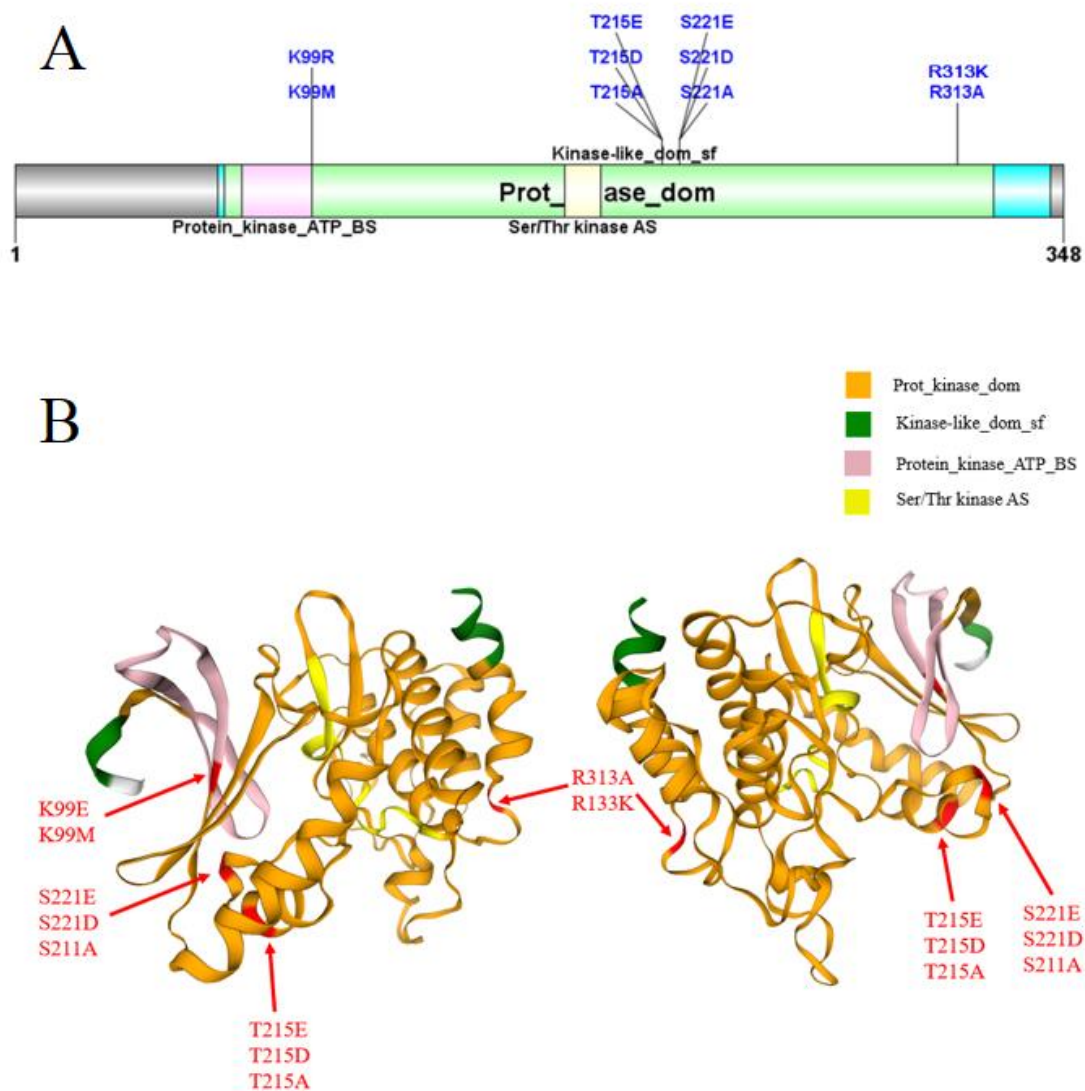 A
T215E S221E
K99R T215D S221D
K99M T215A S221A
R313K
R313A
Kinase-like_dom_sf
Prot_ ase_dom
Protein_kinase_ATP_BS Ser/Thr kinase AS
1 348
B
Prot_kinase_dom
Kinase-like_dom_sf
Protein_kinase_ATP_BS
Ser/Thr kinase AS
K99E
K99M
R313A
R133K
S221E
S221D
S211A
T215E
T215D
T215A
T215E
T215D
T215A
S221E
S221D
S211A